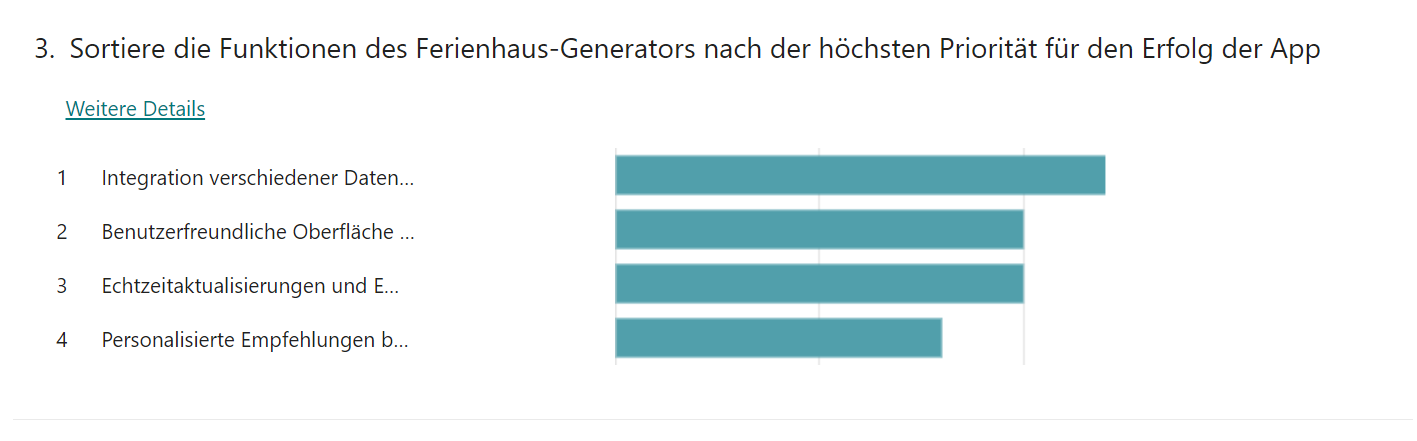 3. Sortiere die Funktionen des Ferienhaus-Generators nach der höchsten Priorität für den Erfolg der App
Weitere Details
1 Integration verschiedener Daten...
2 Benutzerfreundliche Oberfläche ...
3 Echtzeitaktualisierungen und E...
4 Personalisierte Empfehlungen b...